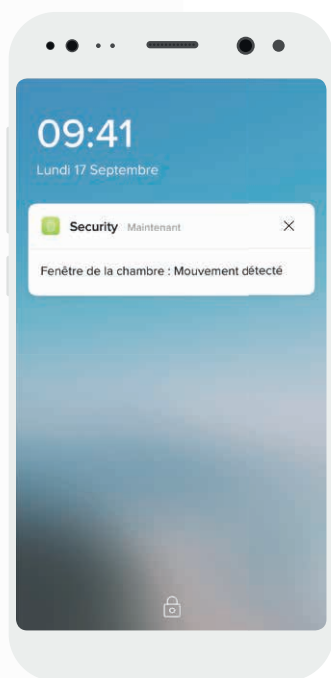 09:41
Lundi 17 Septembre
Security Maintenant
Fenêtre de la chambre : Mouvement détecté